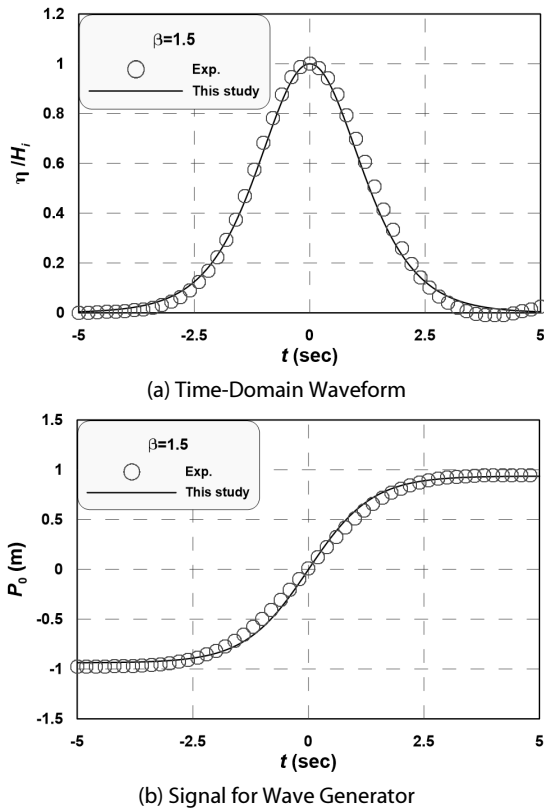 1.2
1
0.8
0.6
0.4
0.2
0
η /Hi
β=1.5
Exp.
This study
-5
-2.5
0
2.5
5
t (sec)
(a) Time-Domain Waveform
1.5
1
0.5
0
-0.5
-1
-1.5
P0 (m)
β=1.5
Exp.
This study
-5
-2.5
0
2.5
5
t (sec)
(b) Signal for Wave Generator